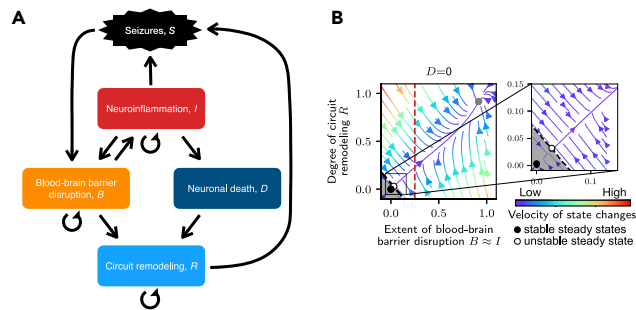 A
Seizures, S
Neuroinflammation, I
Blood-brain barrier
disruption, B
Neuronal death, D
Circuit remodeling, R
B
D=0
Degree of circuit
remodeling R
1.0
0.5
0.0
0.0
0.5
1.0
Extent of blood-brain
barrier disruption B ≈ I
0.15
0.10
0.05
0.00
0.0
0.1
Low
High
Velocity of state changes
stable steady states
unstable steady state